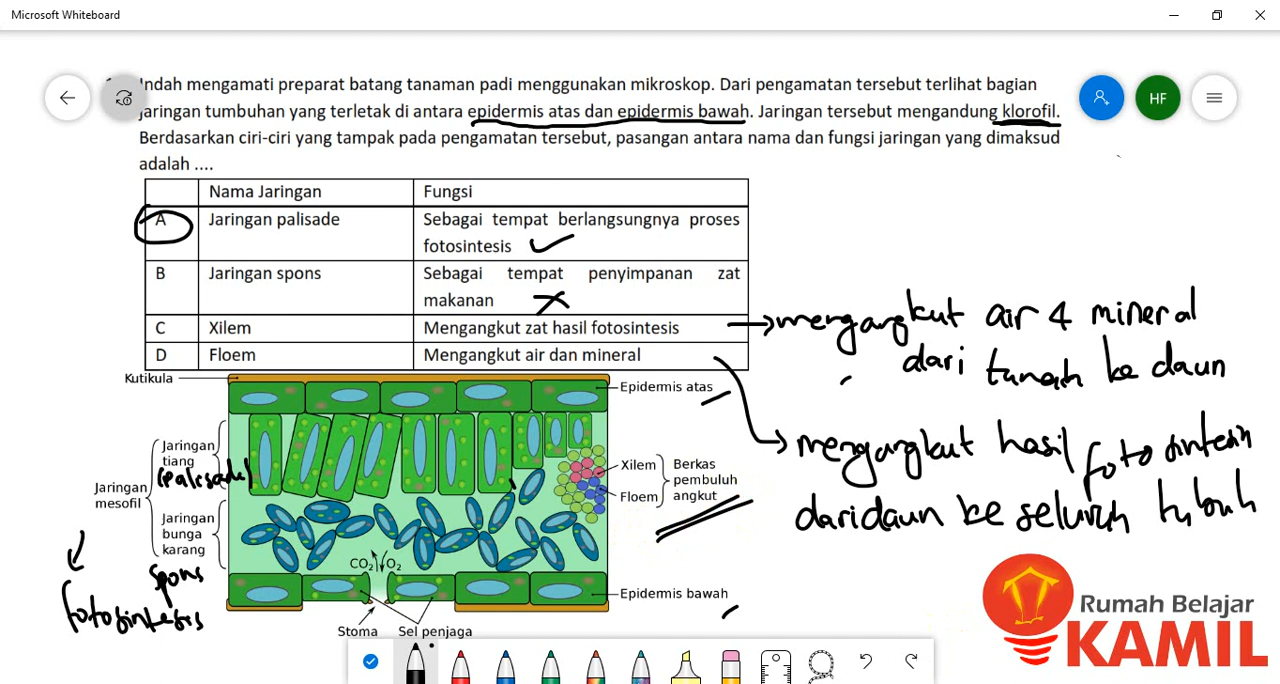 Microsoft Whiteboard
Indah mengamati preparat batang tanaman padi menggunakan mikroskop. Dari pengamatan tersebut terlihat bagian
jaringan tumbuhan yang terletak di antara epidermis atas dan epidermis bawah. Jaringan tersebut mengandung klorofil.
HF
Berdasarkan ciri-ciri yang tampak pada pengamatan tersebut, pasangan antara nama dan fungsi jaringan yang dimaksud
adalah ....
Nama Jaringan Fungsi
A Jaringan palisade Sebagai tempat berlangsungnya proses
fotosintesis
B Jaringan spons Sebagai tempat penyimpanan zat
makanan
C Xilem Mengangkut zat hasil fotosintesis
D Floem Mengangkut air dan mineral
mengangkut air & mineral
dari tanah ke daun
mengangkut hasil fotosintesis
dari daun ke seluruh tubuh
Kutikula
Epidermis atas
Jaringan
tiang
(palisade)
Jaringan
mesofil
Jaringan
bunga
karang
spons
fotosintesis
Xilem
Floem
Berkas
pembuluh
angkut
CO2 O2
Epidermis bawah
Stoma Sel penjaga
Rumah Belajar
KAMIL